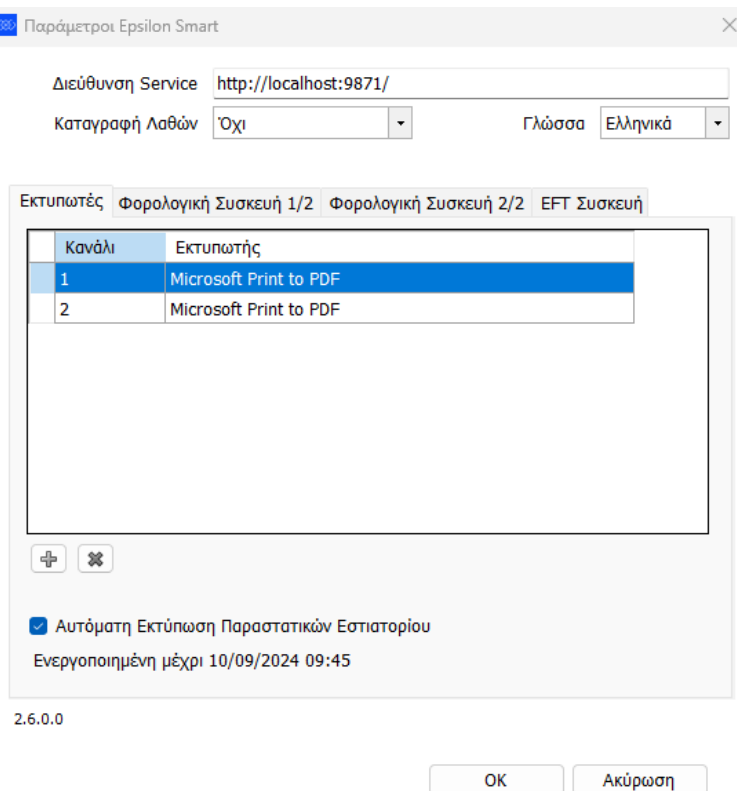 Παράμετροι Epsilon Smart
Διεύθυνση Service http://localhost:9871/
Καταγραφή Λαθών Όχι Γλώσσα Ελληνικά
Εκτυπωτές Φορολογική Συσκευή 1/2 Φορολογική Συσκευή 2/2 EFT Συσκευή
Κανάλι Εκτυπωτής
1 Microsoft Print to PDF
2 Microsoft Print to PDF
Αυτόματη Εκτύπωση Παραστατικών Εστιατορίου
Ενεργοποιημένη μέχρι 10/09/2024 09:45
2.6.0.0
OK Ακύρωση